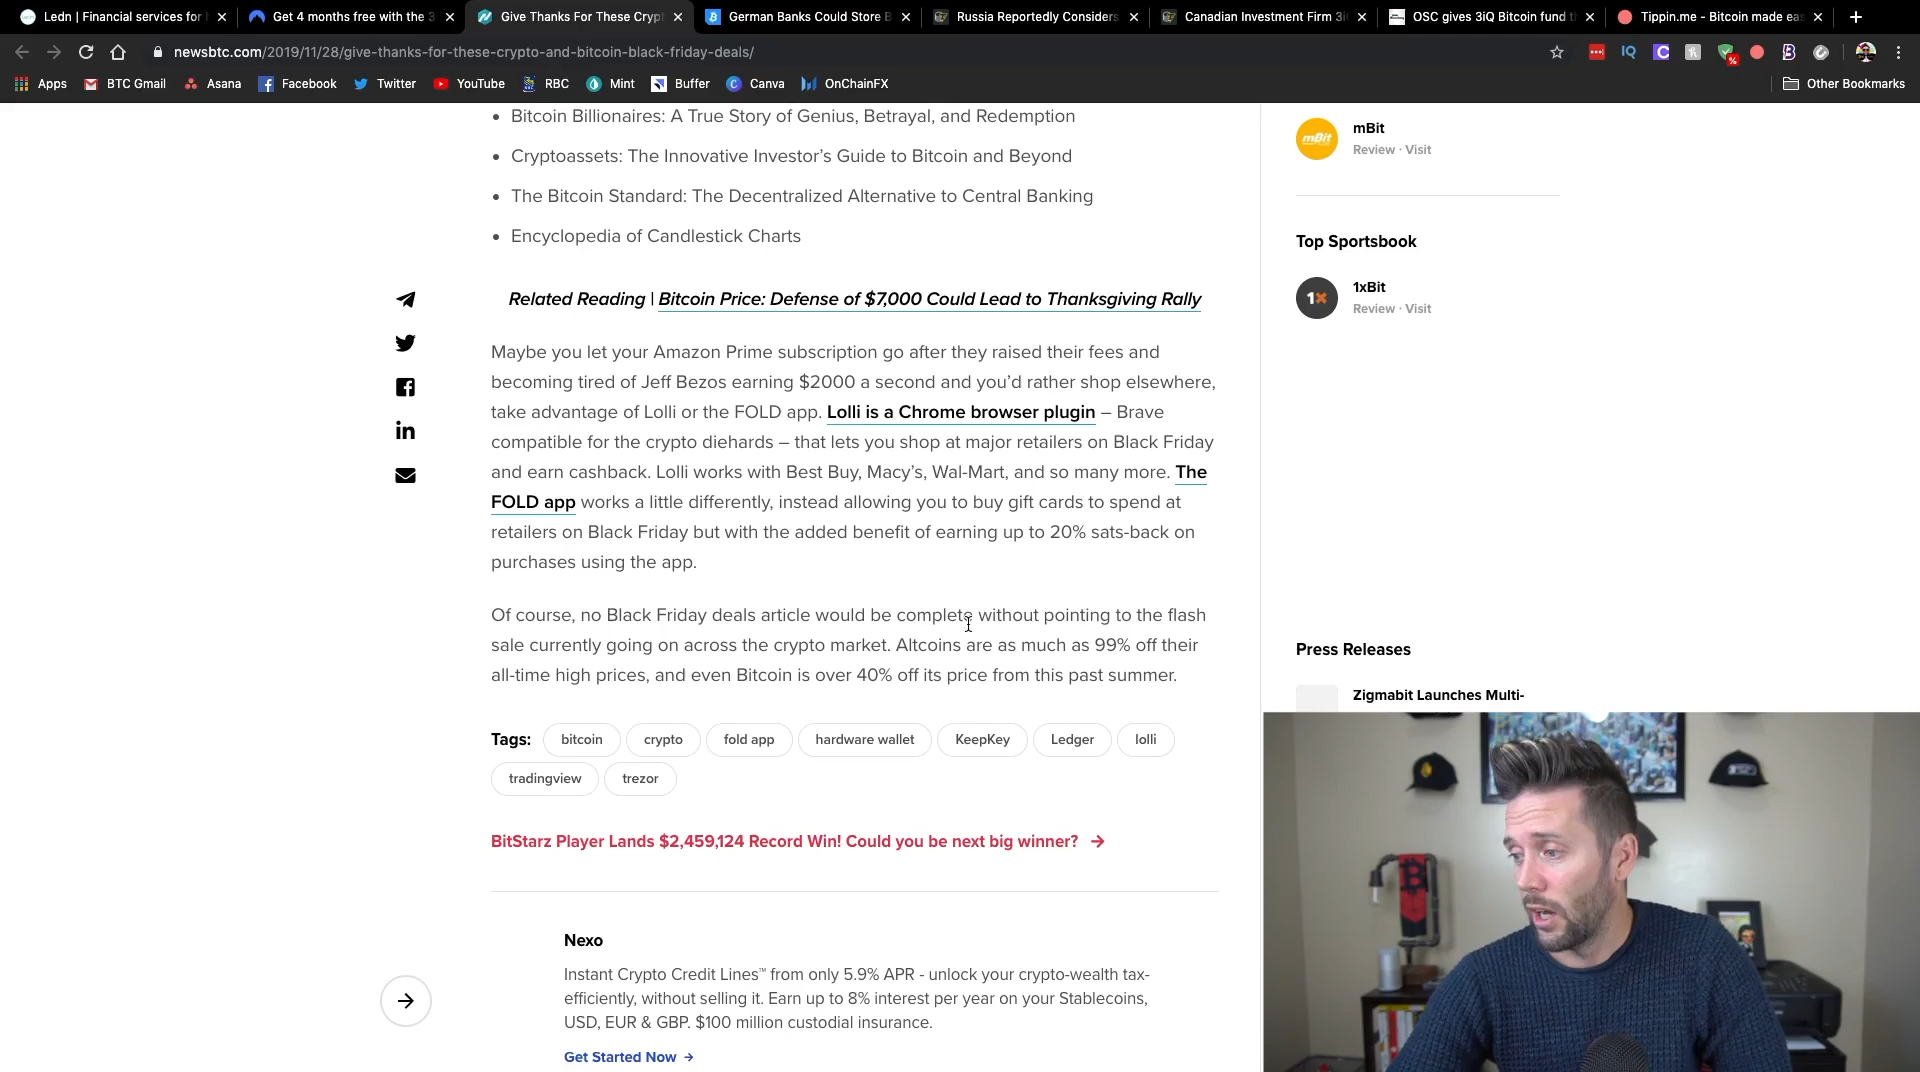 Ledn | Financial services for
Get 4 months free with the 3
Give Thanks For These Crypt
German Banks Could Store B
Russia Reportedly Considers
Canadian Investment Firm 3i
OSC gives 3iQ Bitcoin fund t
Tippin.me - Bitcoin made ea
newsbtc.com/2019/11/28/give-thanks-for-these-crypto-and-bitcoin-black-friday-deals/
Apps
BTC Gmail
Asana
Facebook
Twitter
YouTube
RBC
Mint
Buffer
Canva
OnChainFX
Other Bookmarks
• Bitcoin Billionaires: A True Story of Genius, Betrayal, and Redemption
• Cryptoassets: The Innovative Investor’s Guide to Bitcoin and Beyond
• The Bitcoin Standard: The Decentralized Alternative to Central Banking
• Encyclopedia of Candlestick Charts
Related Reading | Bitcoin Price: Defense of $7,000 Could Lead to Thanksgiving Rally
Maybe you let your Amazon Prime subscription go after they raised their fees and
becoming tired of Jeff Bezos earning $2000 a second and you’d rather shop elsewhere,
take advantage of Lolli or the FOLD app. Lolli is a Chrome browser plugin – Brave
compatible for the crypto diehards – that lets you shop at major retailers on Black Friday
and earn cashback. Lolli works with Best Buy, Macy’s, Wal-Mart, and so many more. The
FOLD app works a little differently, instead allowing you to buy gift cards to spend at
retailers on Black Friday but with the added benefit of earning up to 20% sats-back on
purchases using the app.
Of course, no Black Friday deals article would be complete without pointing to the flash
sale currently going on across the crypto market. Altcoins are as much as 99% off their
all-time high prices, and even Bitcoin is over 40% off its price from this past summer.
Tags:
bitcoin
crypto
fold app
hardware wallet
KeepKey
Ledger
lolli
tradingview
trezor
BitStarz Player Lands $2,459,124 Record Win! Could you be next big winner? →
Nexo
Instant Crypto Credit Lines™ from only 5.9% APR - unlock your crypto-wealth tax-
efficiently, without selling it. Earn up to 8% interest per year on your Stablecoins,
USD, EUR & GBP. $100 million custodial insurance.
Get Started Now →
mBit
mBit
Review · Visit
Top Sportsbook
1x
1xBit
Review · Visit
Press Releases
Zigmabit Launches Multi-